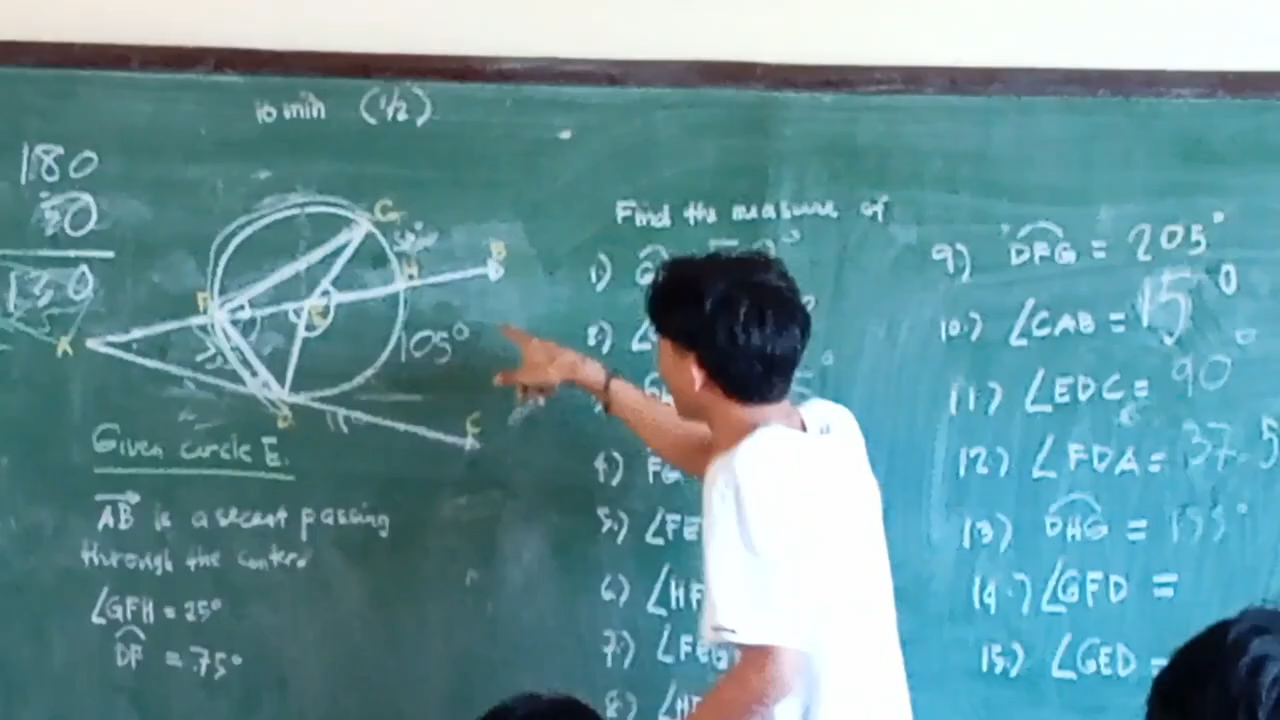 10 min (1/2)
180
50
130
G
H
B
F
E
A
D
C
105°
Given circle E.
AB is a secant passing
through the center
∠GFH = 25°
DF = 75°
Find the measure of
1)
2) ∠
4) FG
5.) ∠FE
6.) ∠HF
7.) ∠FEG
8.) ∠HF
9.) DFG = 205°
10.) ∠CAB = 15°
11.) ∠EDC = 90°
12.) ∠FDA = 37.5
13.) DHG = 155°
14.) ∠GFD =
15.) ∠GED =